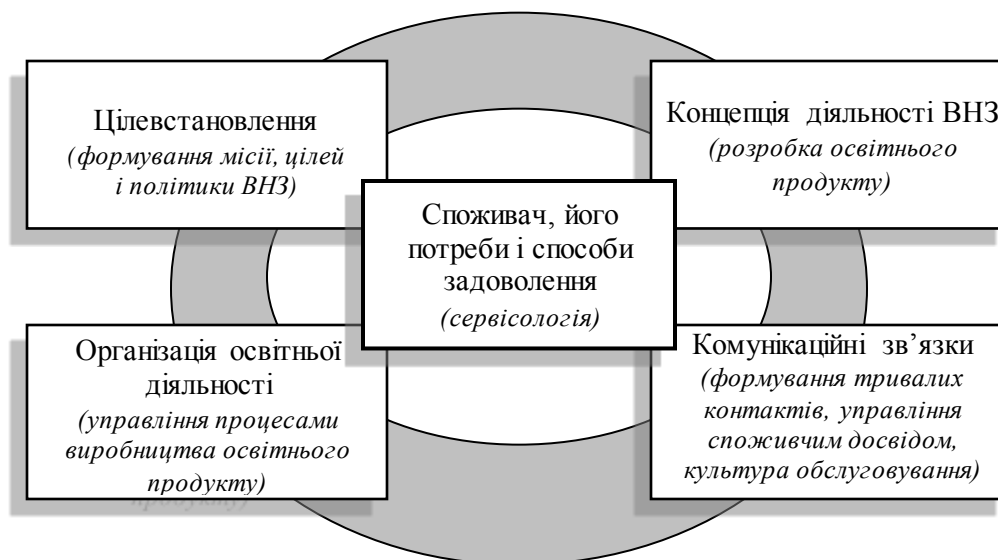 Цілевстановлення
(формування місії, цілей
і політики ВНЗ)
Концепція діяльності ВНЗ
(розробка освітнього
продукту)
Споживач, його
потреби і способи
задоволення
(сервісологія)
Організація освітньої
діяльності
(управління процесами
виробництва освітнього
продукту)
Комунікаційні зв’язки
(формування тривалих
контактів, управління
споживчим досвідом,
культура обслуговування)